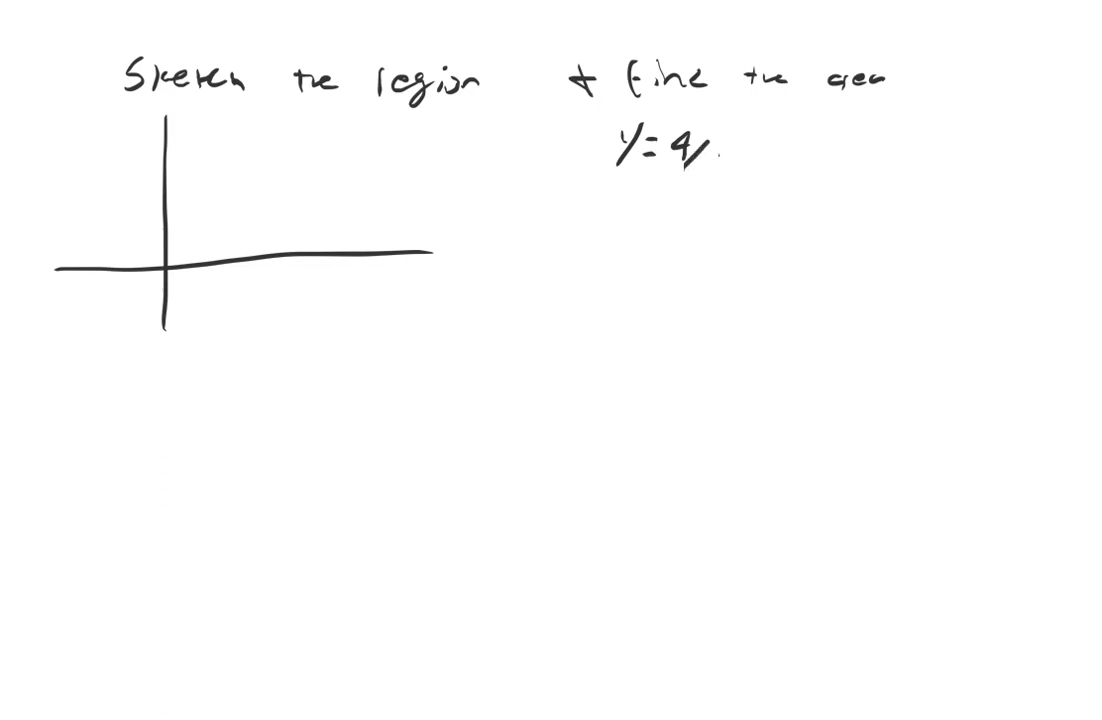 Sketch the region + find the area
y = 4/